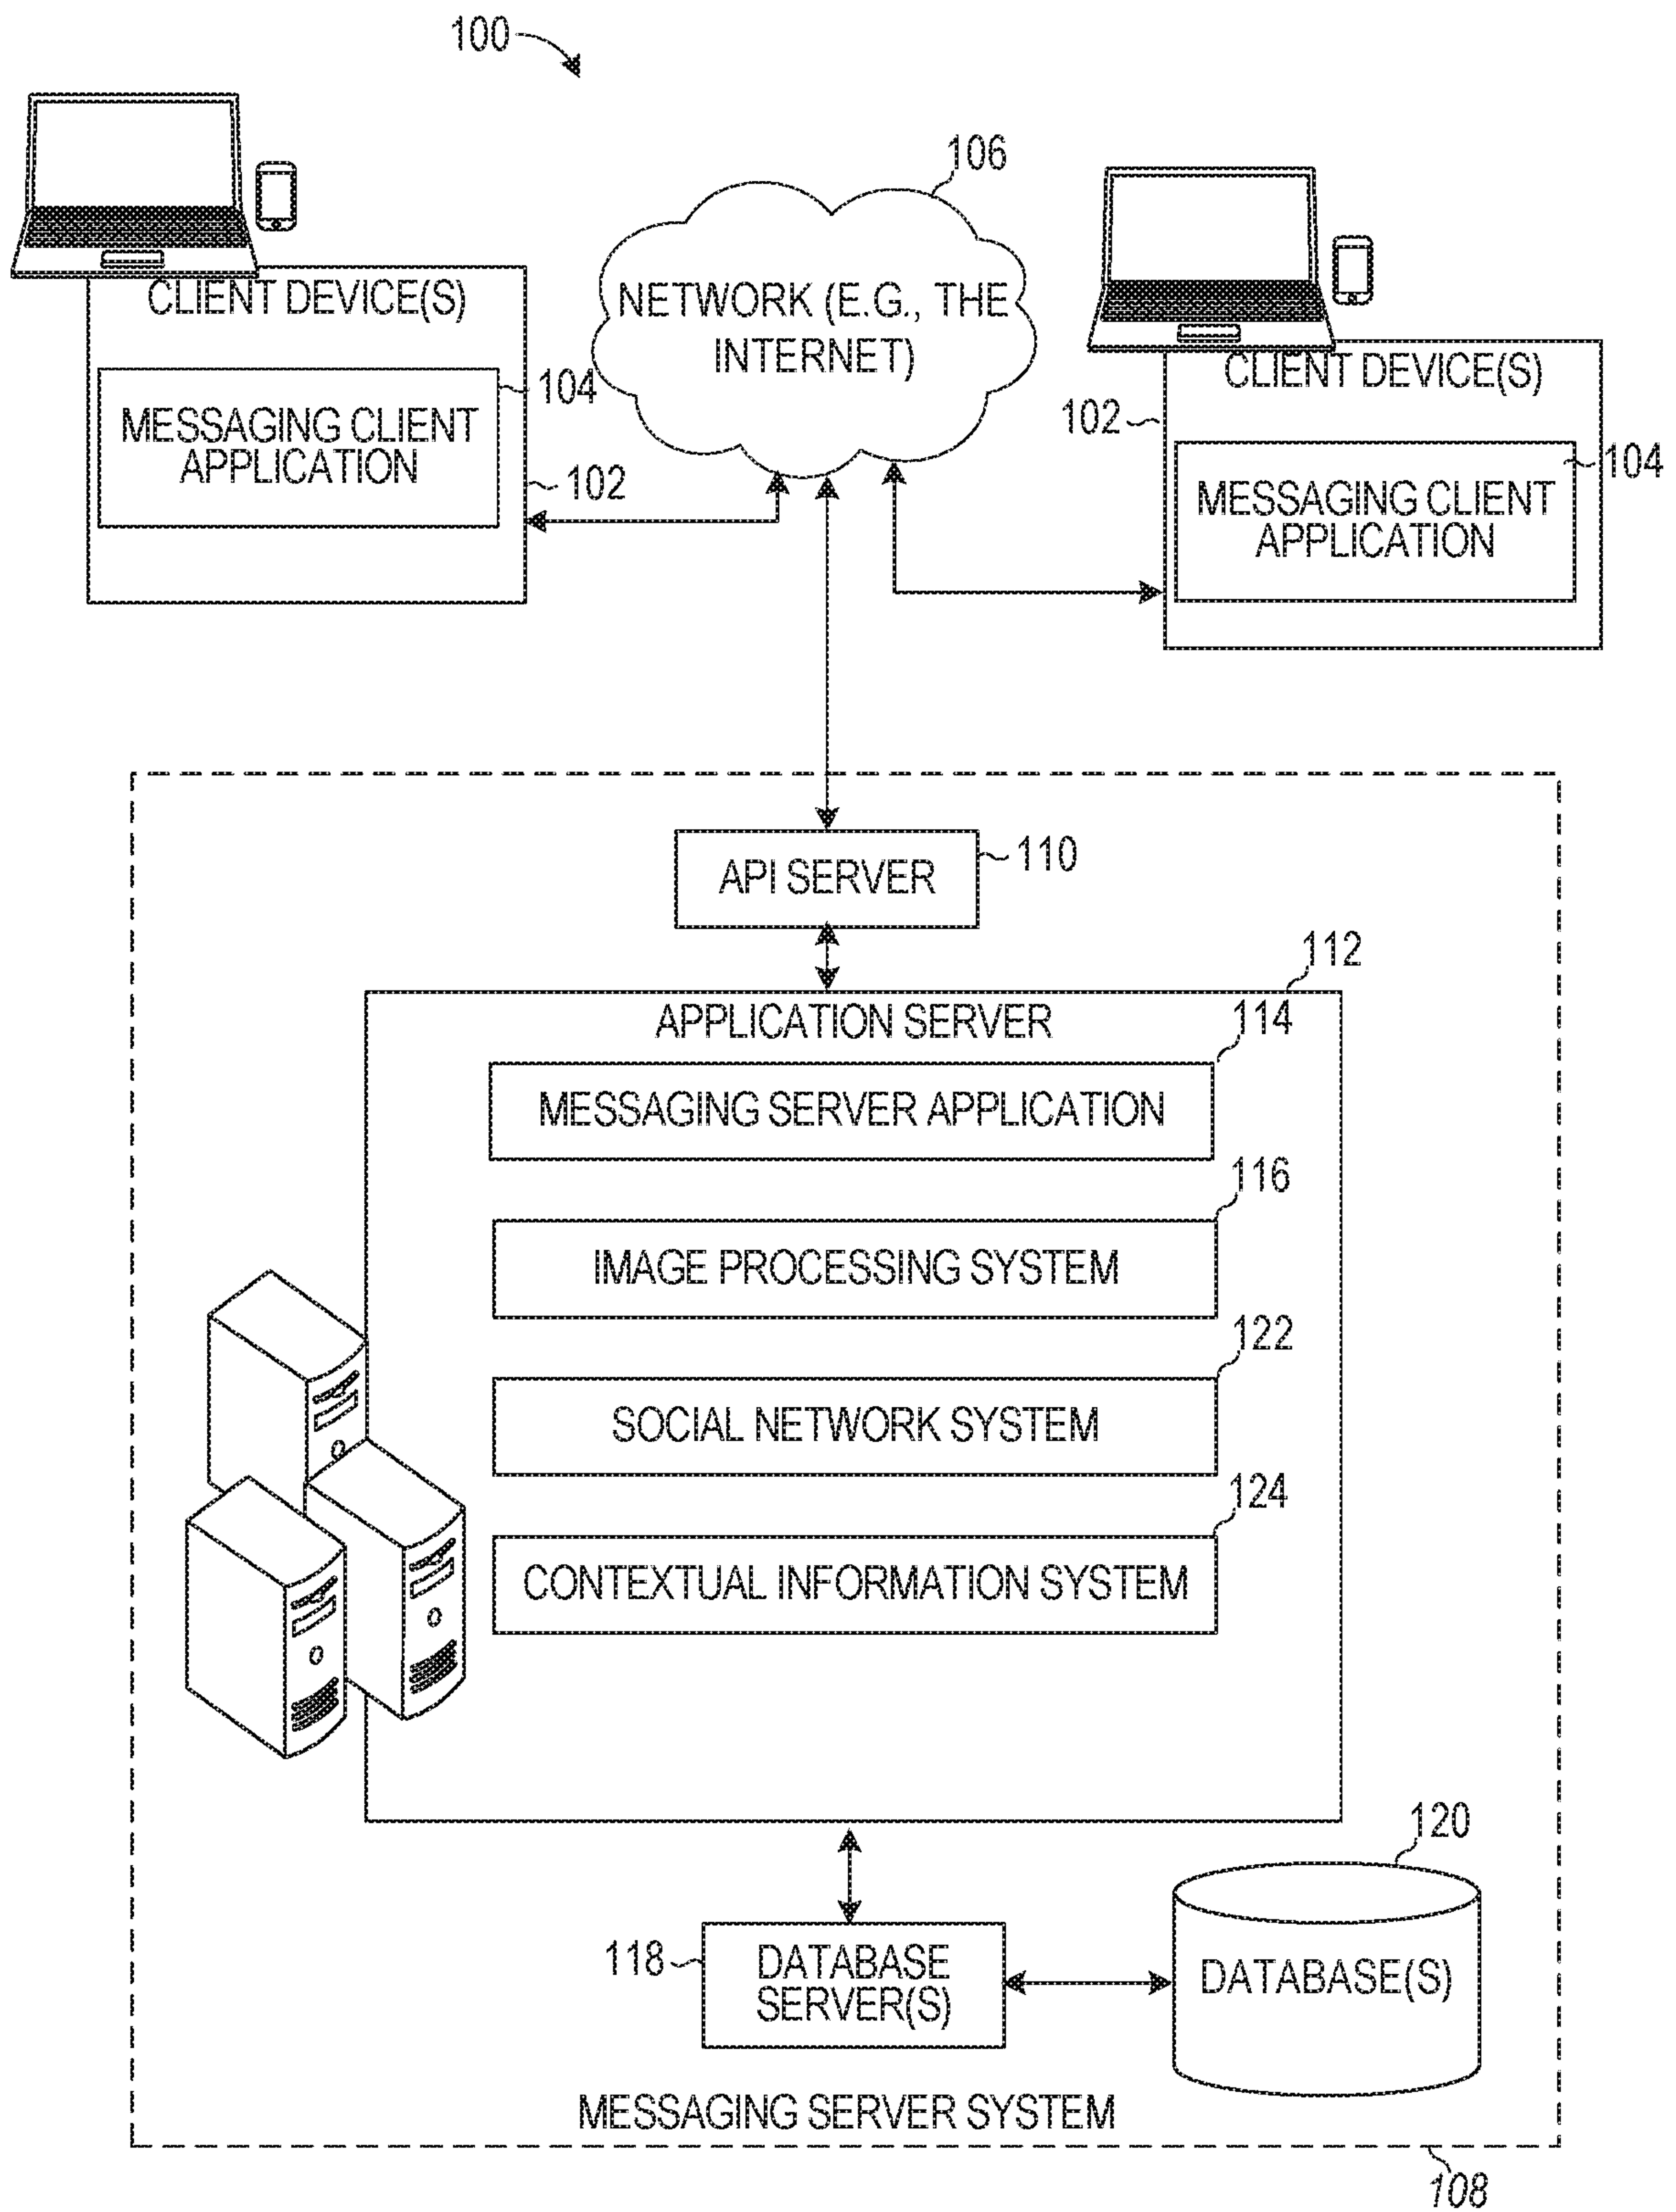 100
106
CLIENT DEVICE(S)
NETWORK (E.G., THE
INTERNET)
CLIENT DEVICE(S)
104
102
MESSAGING CLIENT
APPLICATION
102
104
MESSAGING CLIENT
APPLICATION
API SERVER
110
112
APPLICATION SERVER
114
MESSAGING SERVER APPLICATION
116
IMAGE PROCESSING SYSTEM
122
SOCIAL NETWORK SYSTEM
124
CONTEXTUAL INFORMATION SYSTEM
120
118
DATABASE
SERVER(S)
DATABASE(S)
MESSAGING SERVER SYSTEM
108